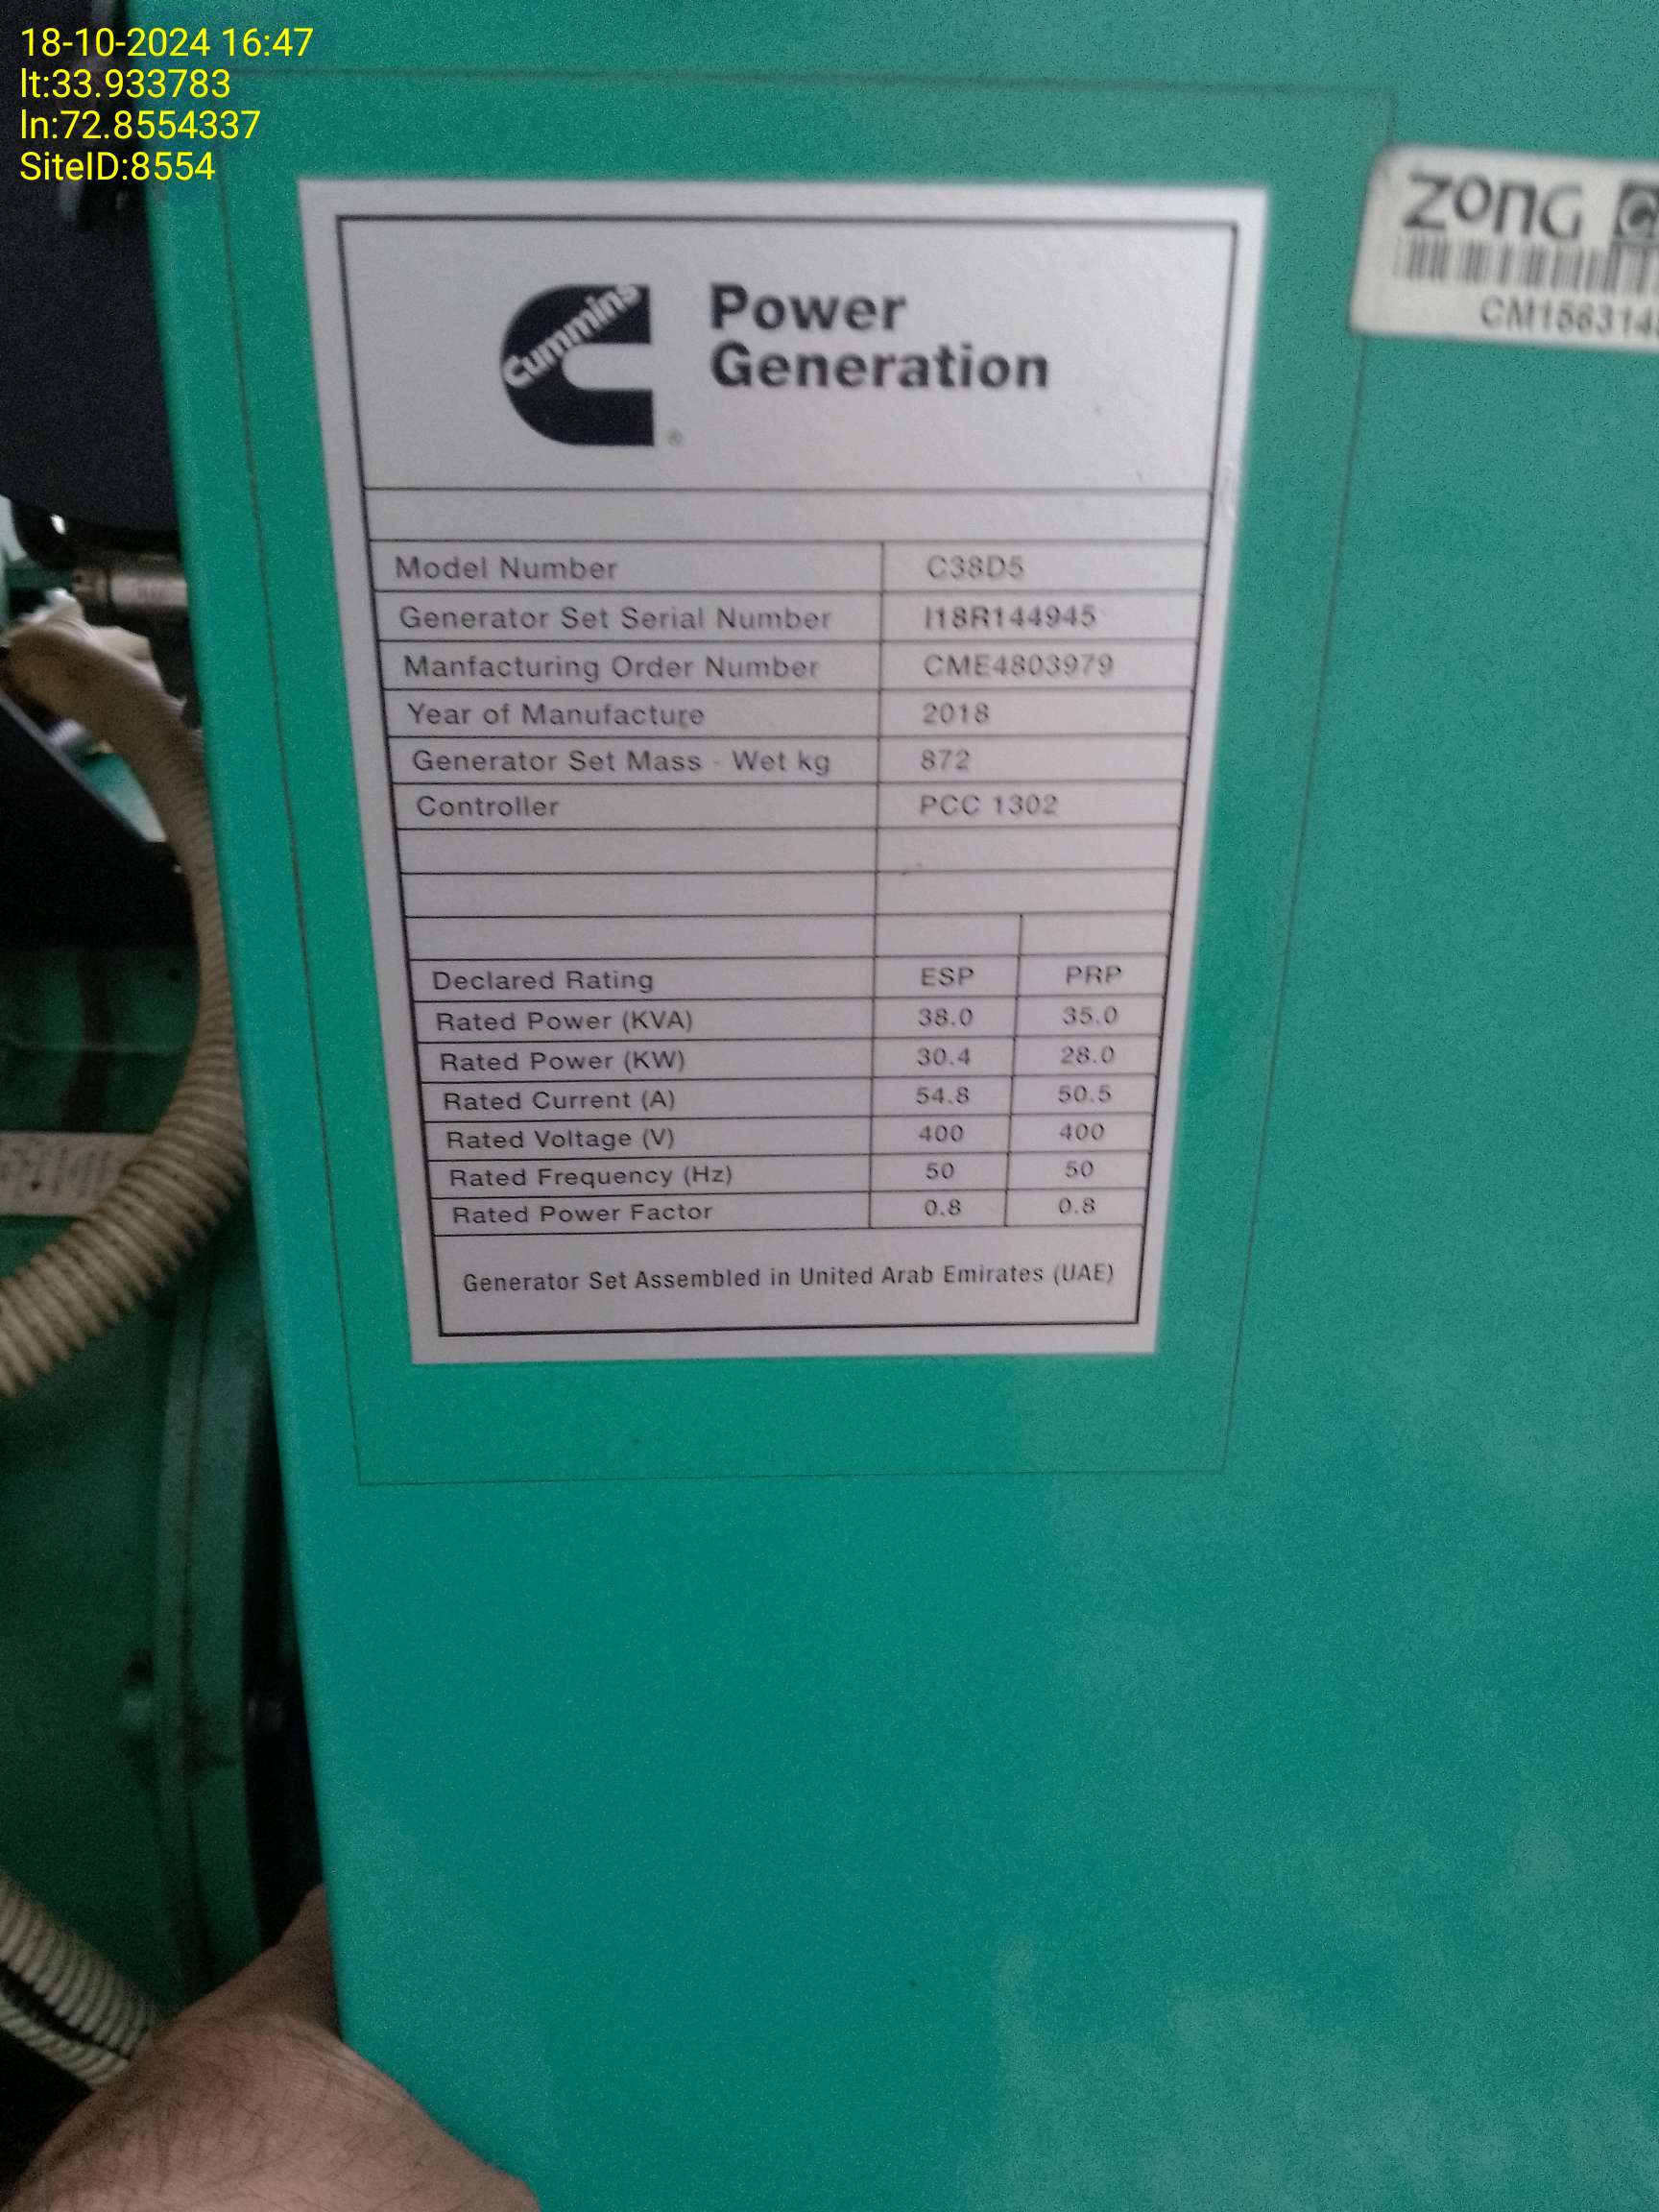 18-10-2024 16:47
lt:33.933783
ln:72.8554337
SiteID:8554
zong
Cummins
Power
Generation
®
Model Number C38D5
Generator Set Serial Number I18R144945
Manfacturing Order Number CME4803979
Year of Manufacture 2018
Generator Set Mass - Wet kg 872
Controller PCC 1302
Declared Rating ESP PRP
Rated Power (KVA) 38.0 35.0
Rated Power (KW) 30.4 28.0
Rated Current (A) 54.8 50.5
Rated Voltage (V) 400 400
Rated Frequency (Hz) 50 50
Rated Power Factor 0.8 0.8
Generator Set Assembled in United Arab Emirates (UAE)